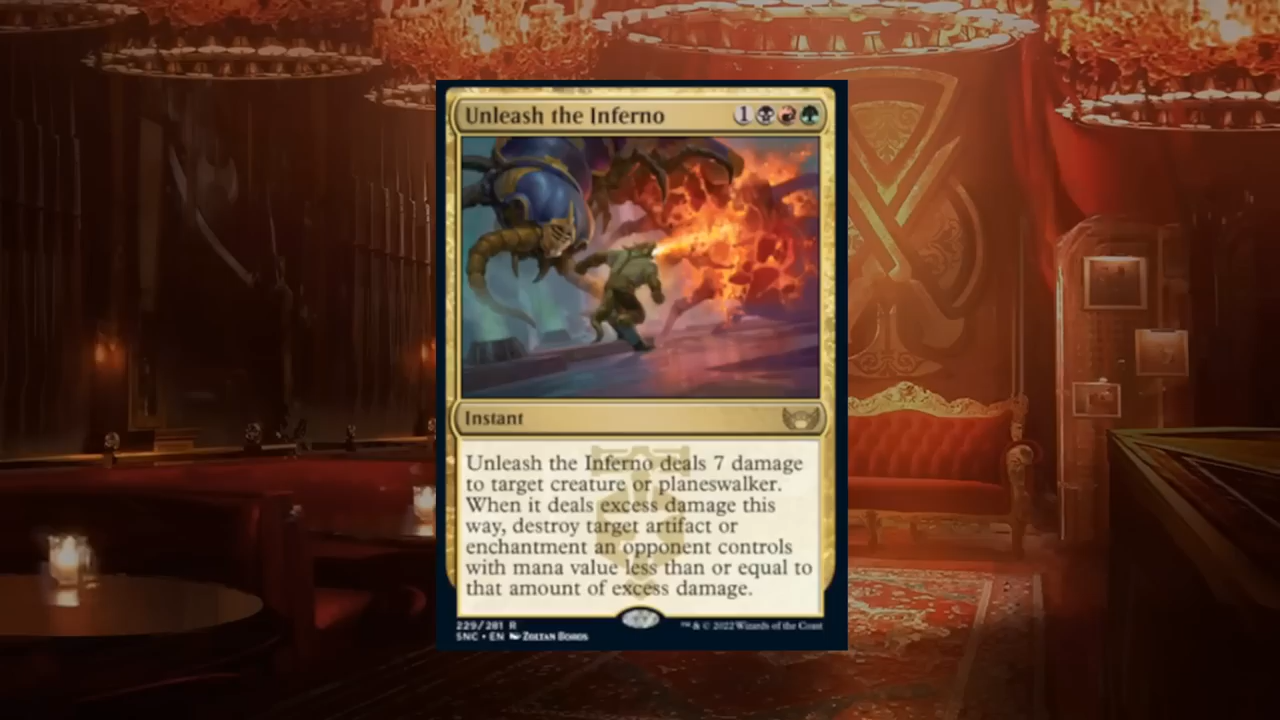 Unleash the Inferno 1
Instant
Unleash the Inferno deals 7 damage
to target creature or planeswalker.
When it deals excess damage this
way, destroy target artifact or
enchantment an opponent controls
with mana value less than or equal to
that amount of excess damage.
229/281 R
SNC • EN Zoltan Boros
™ & © 2022 Wizards of the Coast